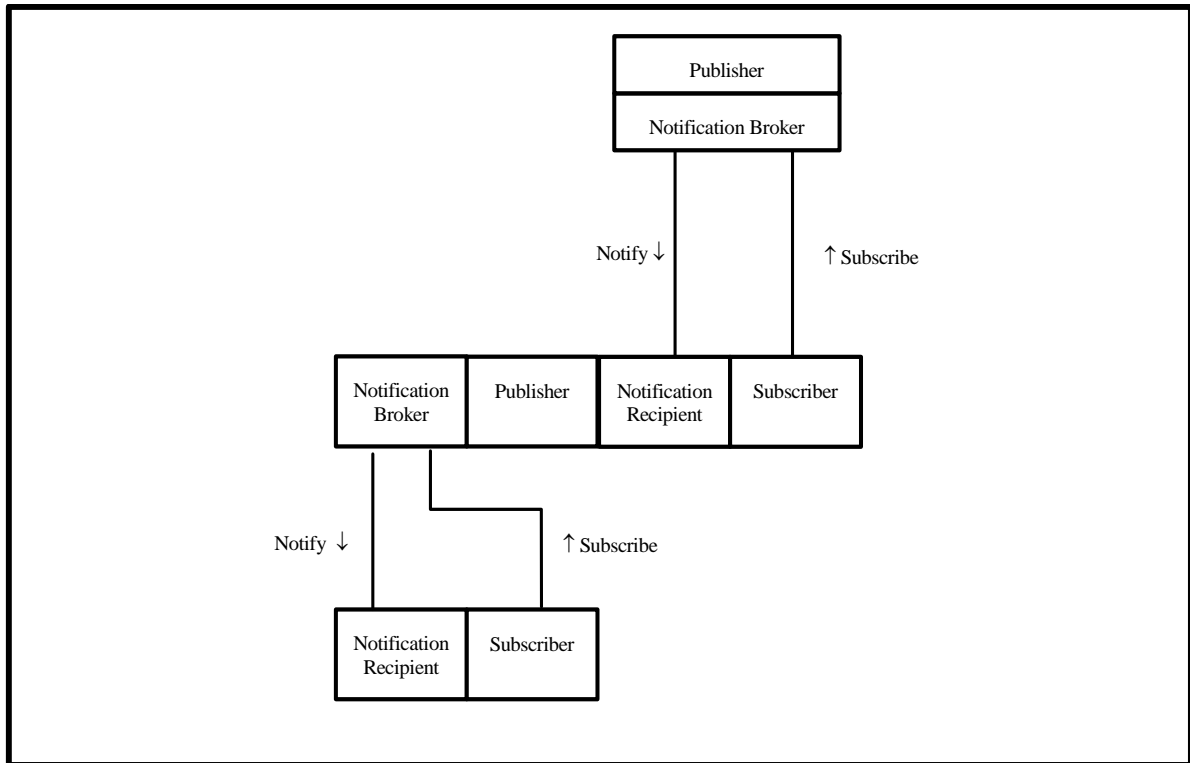 Publisher
Notification Broker
Notify ↓
↑ Subscribe
Notification
Broker
Publisher
Notification
Recipient
Subscriber
Notify ↓
↑ Subscribe
Notification
Recipient
Subscriber